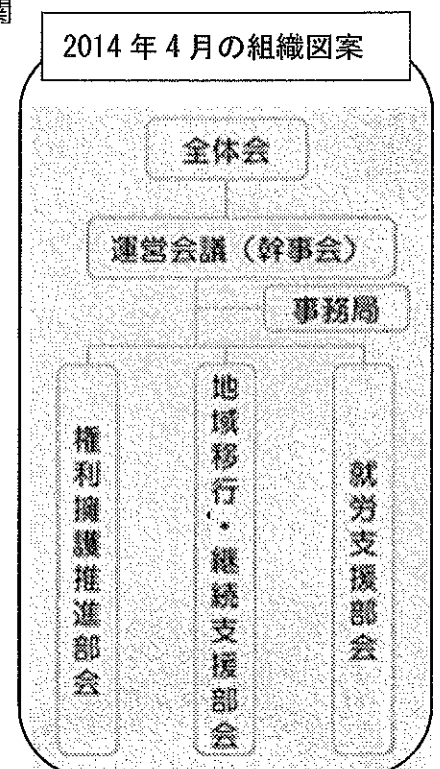 関
2014年4月の組織図案
全体会
運営会議（幹事会）
事務局
権利擁護推進部会
地域移行・継続支援部会
就労支援部会